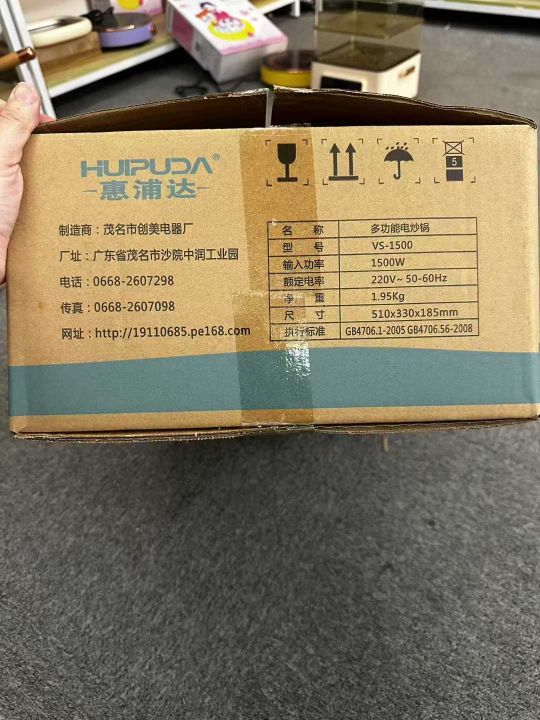 HUIPUDA®
惠浦达
制造商：茂名市创美电器厂
厂址：广东省茂名市沙院中润工业园
电话：0668-2607298
传真：0668-2607098
网址：http://19110685.pe168.com
5
名 称 多功能电炒锅
型 号 VS-1500
输入功率 1500W
额定电率 220V~ 50-60Hz
净 重 1.95Kg
尺 寸 510x330x185mm
执行标准 GB4706.1-2005 GB4706.56-2008